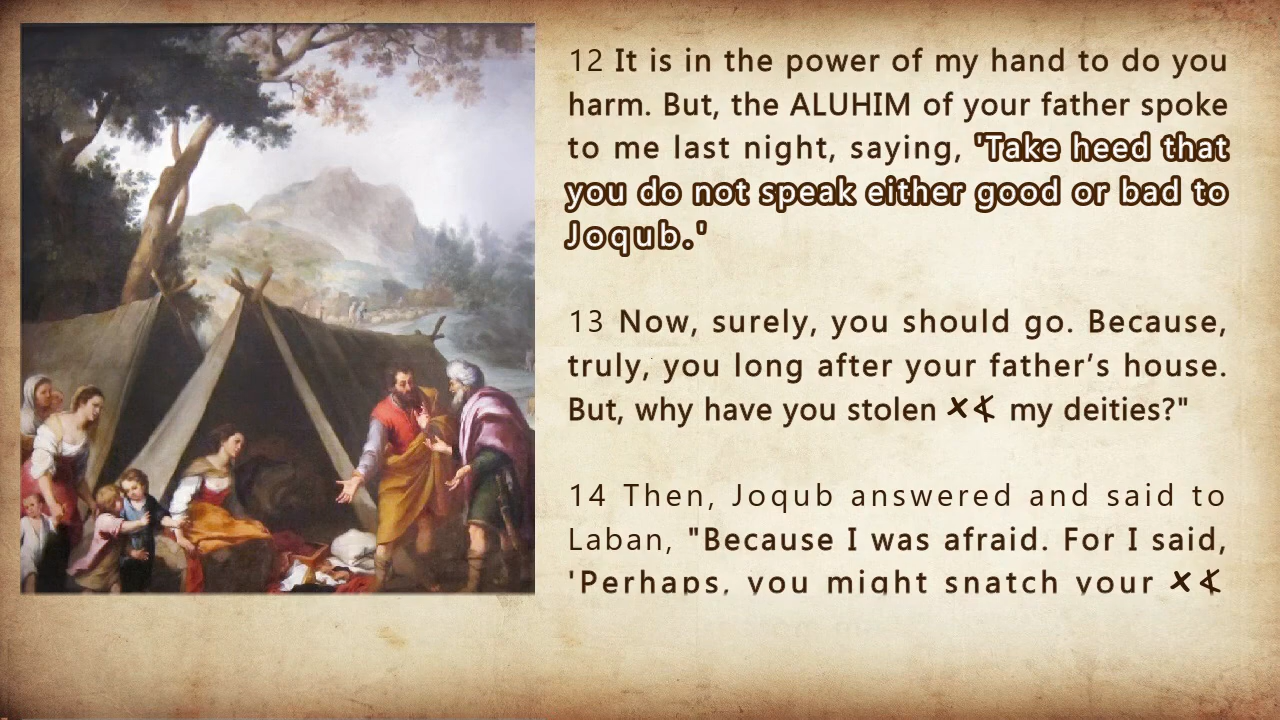 12 It is in the power of my hand to do you
harm. But, the ALUHIM of your father spoke
to me last night, saying, 'Take heed that
you do not speak either good or bad to
Joqub.'
13 Now, surely, you should go. Because,
truly, you long after your father’s house.
But, why have you stolen 𐤕𐤀 my deities?"
14 Then, Joqub answered and said to
Laban, "Because I was afraid. For I said,
'Perhaps, you might snatch your 𐤕𐤀